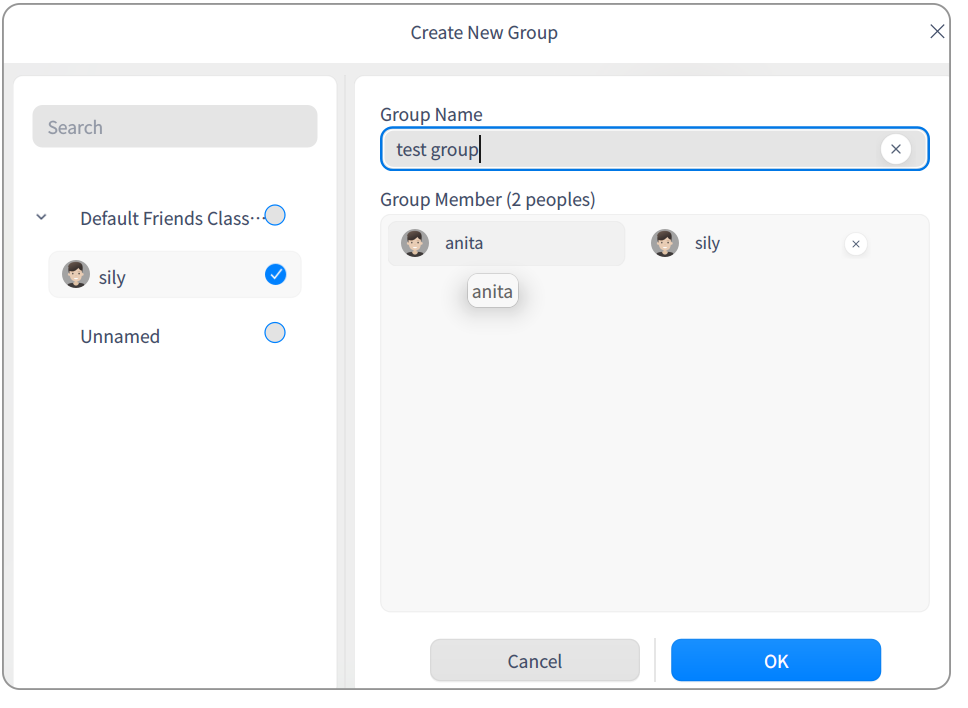 Create New Group
Search
Default Friends Class···
sily
Unnamed
Group Name
test group
Group Member (2 peoples)
anita
sily
anita
Cancel
OK